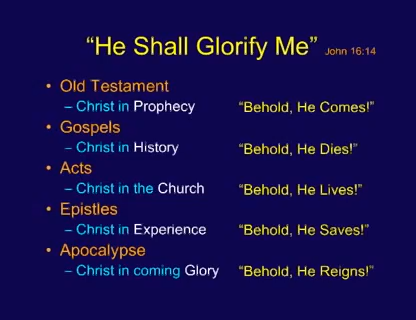 “He Shall Glorify Me” John 16:14
• Old Testament
– Christ in Prophecy “Behold, He Comes!”
• Gospels
– Christ in History “Behold, He Dies!”
• Acts
– Christ in the Church “Behold, He Lives!”
• Epistles
– Christ in Experience “Behold, He Saves!”
• Apocalypse
– Christ in coming Glory “Behold, He Reigns!”